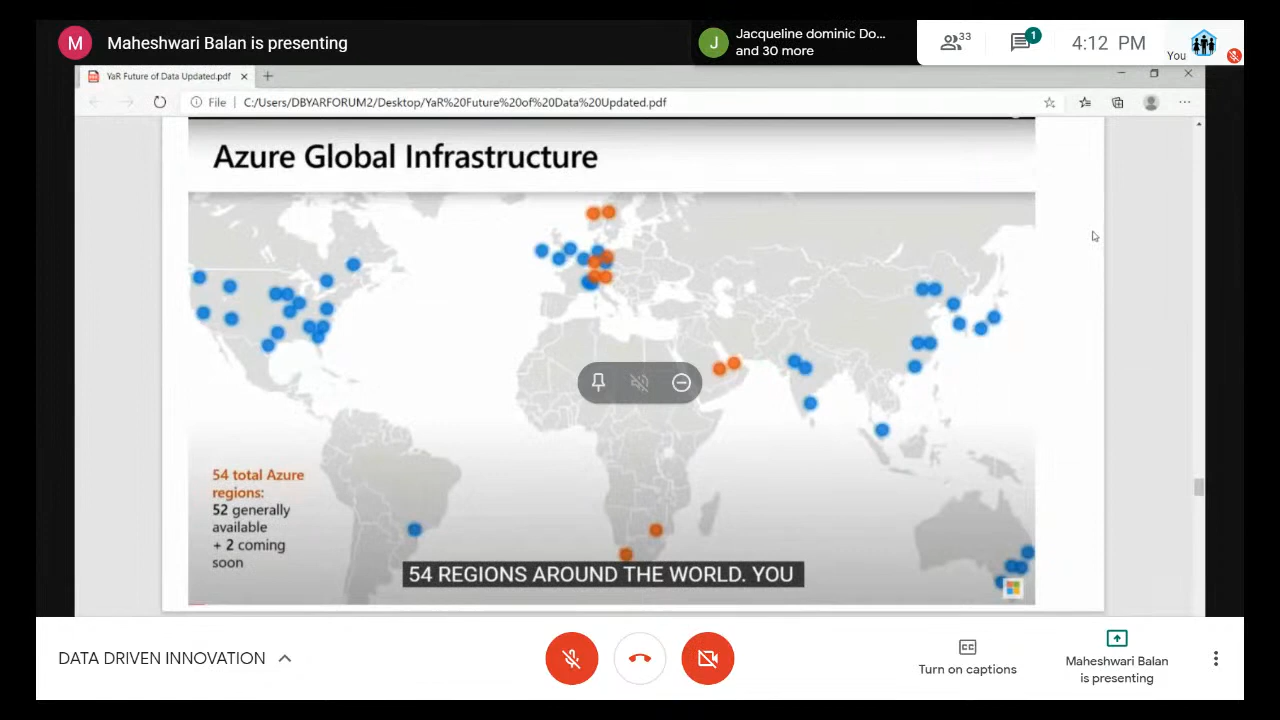 M Maheshwari Balan is presenting
J Jacqueline dominic Do...
and 30 more
33
1
4:12 PM
You
YaR Future of Data Updated.pdf
File | C:/Users/DBYARFORUM2/Desktop/YaR%20Future%20of%20Data%20Updated.pdf
Azure Global Infrastructure
54 total Azure
regions:
52 generally
available
+ 2 coming
soon
54 REGIONS AROUND THE WORLD. YOU
DATA DRIVEN INNOVATION
CC
Turn on captions
Maheshwari Balan
is presenting